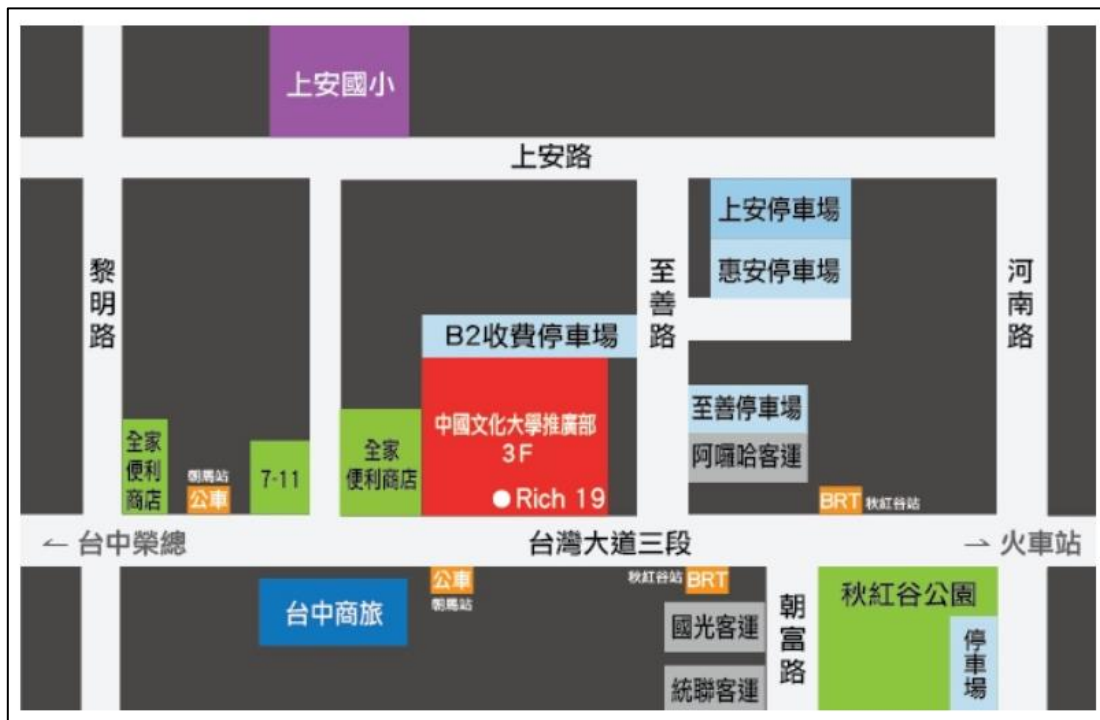 上安國小
上安路
上安停車場
惠安停車場
黎明路
至善路
河南路
B2收費停車場
中國文化大學推廣部
3F
Rich 19
全家
便利
商店
朝馬站
公車
7-11
全家
便利商店
至善停車場
阿囉哈客運
BRT 秋紅谷站
← 台中榮總
台灣大道三段
→ 火車站
公車
朝馬站
秋紅谷站 BRT
台中商旅
國光客運
統聯客運
朝富路
秋紅谷公園
停車場